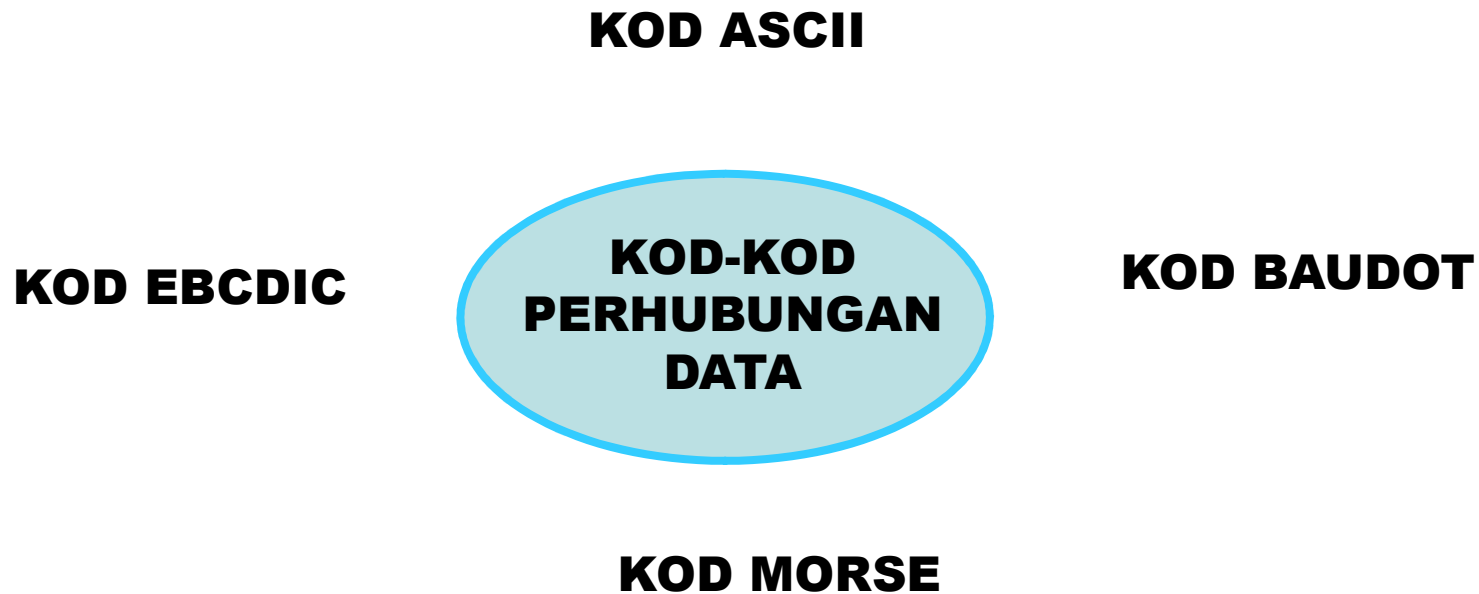 KOD ASCII
KOD EBCDIC
KOD-KOD
PERHUBUNGAN
DATA
KOD BAUDOT
KOD MORSE